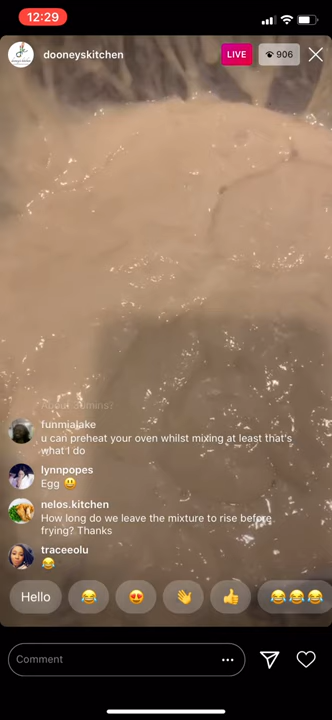 12:29
dooneyskitchen
LIVE
906
funmialake
u can preheat your oven whilst mixing at least that's
what I do
lynnpopes
Egg 😃
nelos.kitchen
How long do we leave the mixture to rise before
frying? Thanks
traceeolu
😂
Hello 😂 😍 👋 👍 😂😂😂
Comment